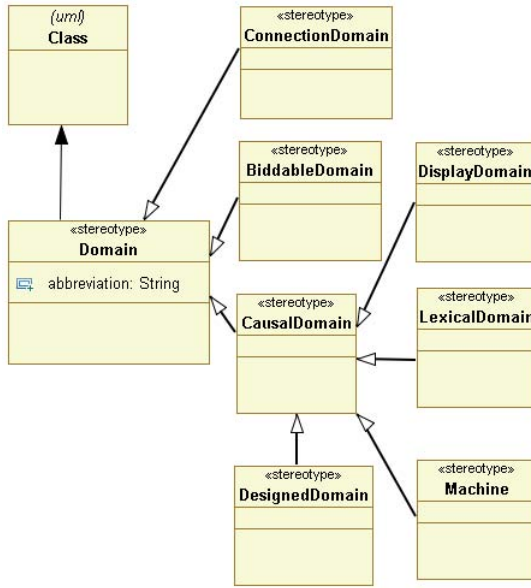 (uml)
Class
«stereotype»
ConnectionDomain
«stereotype»
BiddableDomain
«stereotype»
DisplayDomain
«stereotype»
Domain
abbreviation: String
«stereotype»
CausalDomain
«stereotype»
LexicalDomain
«stereotype»
DesignedDomain
«stereotype»
Machine